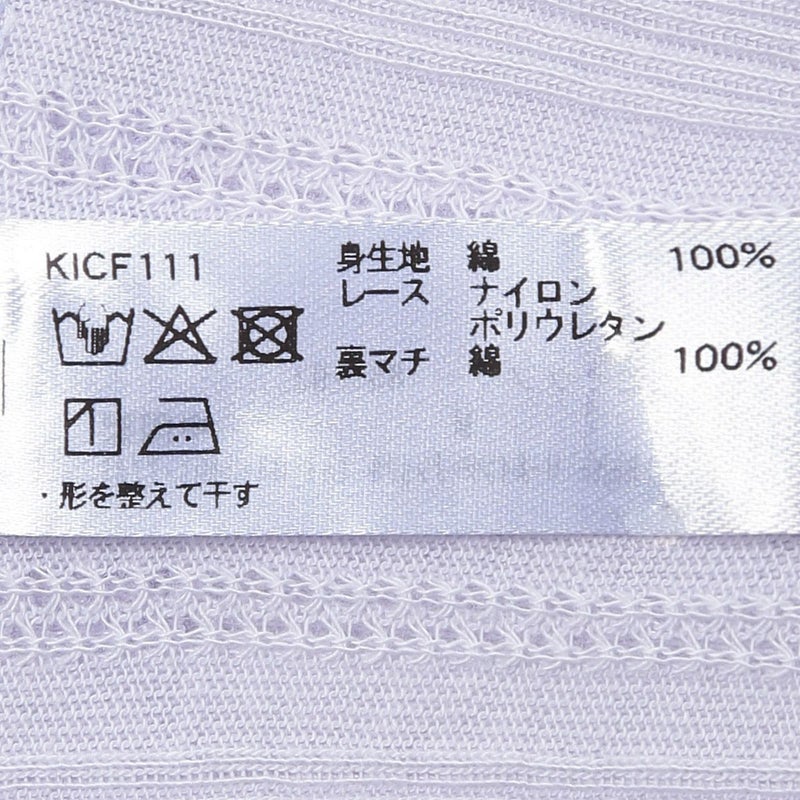 KICF111
身生地 綿 100%
レース ナイロン
ポリウレタン
裏マチ 綿 100%
・形を整えて干す